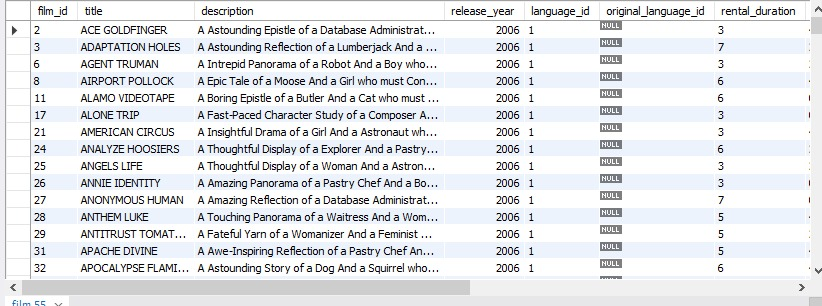 film_id title description release_year language_id original_language_id rental_duration
2 ACE GOLDFINGER A Astounding Epistle of a Database Administrat... 2006 1 NULL 3
3 ADAPTATION HOLES A Astounding Reflection of a Lumberjack And a ... 2006 1 NULL 7
6 AGENT TRUMAN A Intrepid Panorama of a Robot And a Boy who... 2006 1 NULL 3
8 AIRPORT POLLOCK A Epic Tale of a Moose And a Girl who must Con... 2006 1 NULL 6
11 ALAMO VIDEOTAPE A Boring Epistle of a Butler And a Cat who must ... 2006 1 NULL 6
17 ALONE TRIP A Fast-Paced Character Study of a Composer A... 2006 1 NULL 3
21 AMERICAN CIRCUS A Insightful Drama of a Girl And a Astronaut wh... 2006 1 NULL 3
24 ANALYZE HOOSIERS A Thoughtful Display of a Explorer And a Pastry... 2006 1 NULL 6
25 ANGELS LIFE A Thoughtful Display of a Woman And a Astron... 2006 1 NULL 3
26 ANNIE IDENTITY A Amazing Panorama of a Pastry Chef And a Bo... 2006 1 NULL 3
27 ANONYMOUS HUMAN A Amazing Reflection of a Database Administrat... 2006 1 NULL 7
28 ANTHEM LUKE A Touching Panorama of a Waitress And a Wom... 2006 1 NULL 5
29 ANTITRUST TOMAT... A Fateful Yarn of a Womanizer And a Feminist ... 2006 1 NULL 5
31 APACHE DIVINE A Awe-Inspiring Reflection of a Pastry Chef An... 2006 1 NULL 5
32 APOCALYPSE FLAMI... A Astounding Story of a Dog And a Squirrel who... 2006 1 NULL 6
film 55